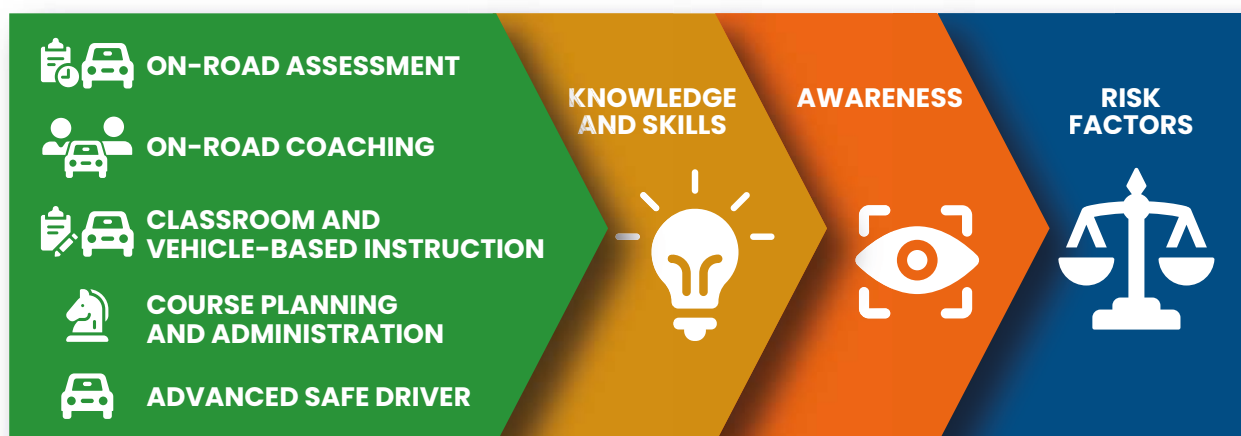 ON-ROAD ASSESSMENT
ON-ROAD COACHING
CLASSROOM AND
VEHICLE-BASED INSTRUCTION
COURSE PLANNING
AND ADMINISTRATION
ADVANCED SAFE DRIVER
KNOWLEDGE
AND SKILLS
AWARENESS
RISK
FACTORS